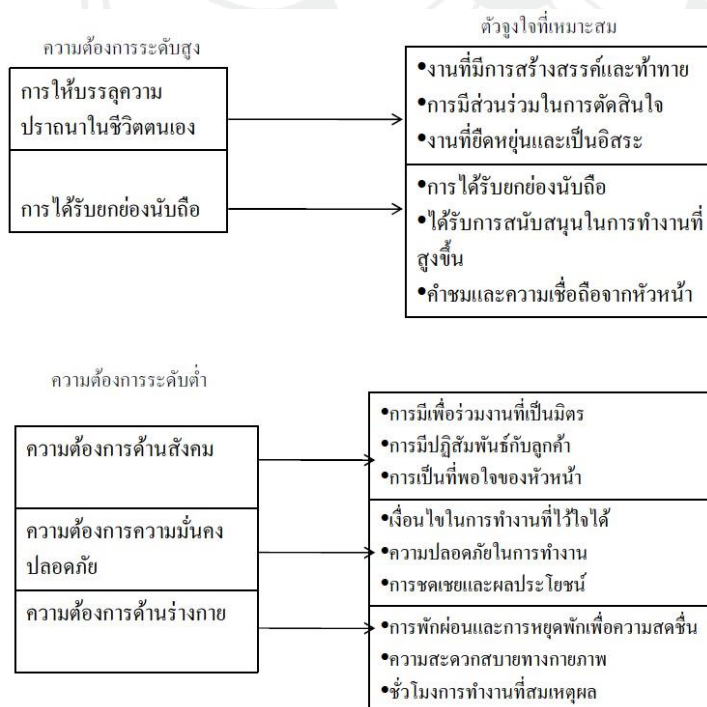 ความต้องการระดับสูง
ตัวจูงใจที่เหมาะสม
การให้บรรลุความ
ปราถนาในชีวิตตนเอง
•งานที่มีการสร้างสรรค์และท้าทาย
•การมีส่วนร่วมในการตัดสินใจ
•งานที่ยืดหยุ่นและเป็นอิสระ
การได้รับยกย่องนับถือ
•การได้รับยกย่องนับถือ
•ได้รับการสนับสนุนในการทำงานที่
สูงขึ้น
•คำชมและความเชื่อถือจากหัวหน้า
ความต้องการระดับต่ำ
ความต้องการด้านสังคม
•การมีเพื่อร่วมงานที่เป็นมิตร
•การมีปฏิสัมพันธ์กับลูกค้า
•การเป็นที่พอใจของหัวหน้า
ความต้องการความมั่นคง
ปลอดภัย
•เงื่อนไขในการทำงานที่ไว้ใจได้
•ความปลอดภัยในการทำงาน
•การชดเชยและผลประโยชน์
ความต้องการด้านร่างกาย
•การพักผ่อนและการหยุดพักเพื่อความสดชื่น
•ความสะดวกสบายทางกายภาพ
•ชั่วโมงการทำงานที่สมเหตุผล